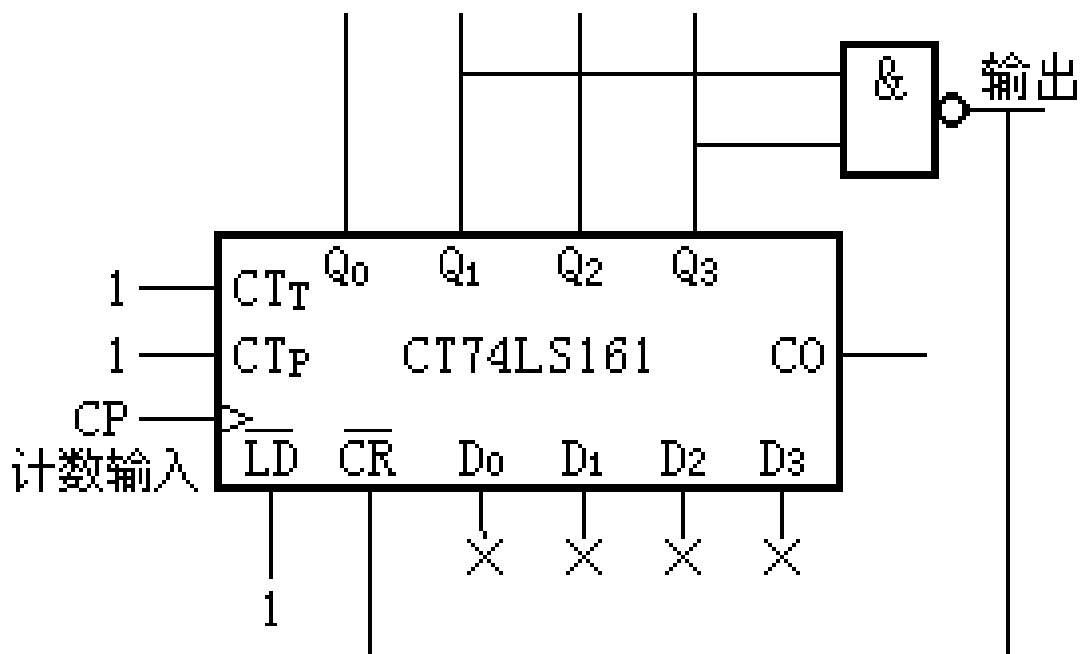 & 输出
Q0 Q1 Q2 Q3
1 CTT
1 CTP CT74LS161 CO
CP
计数输入 LD CR D0 D1 D2 D3
× × × ×
1